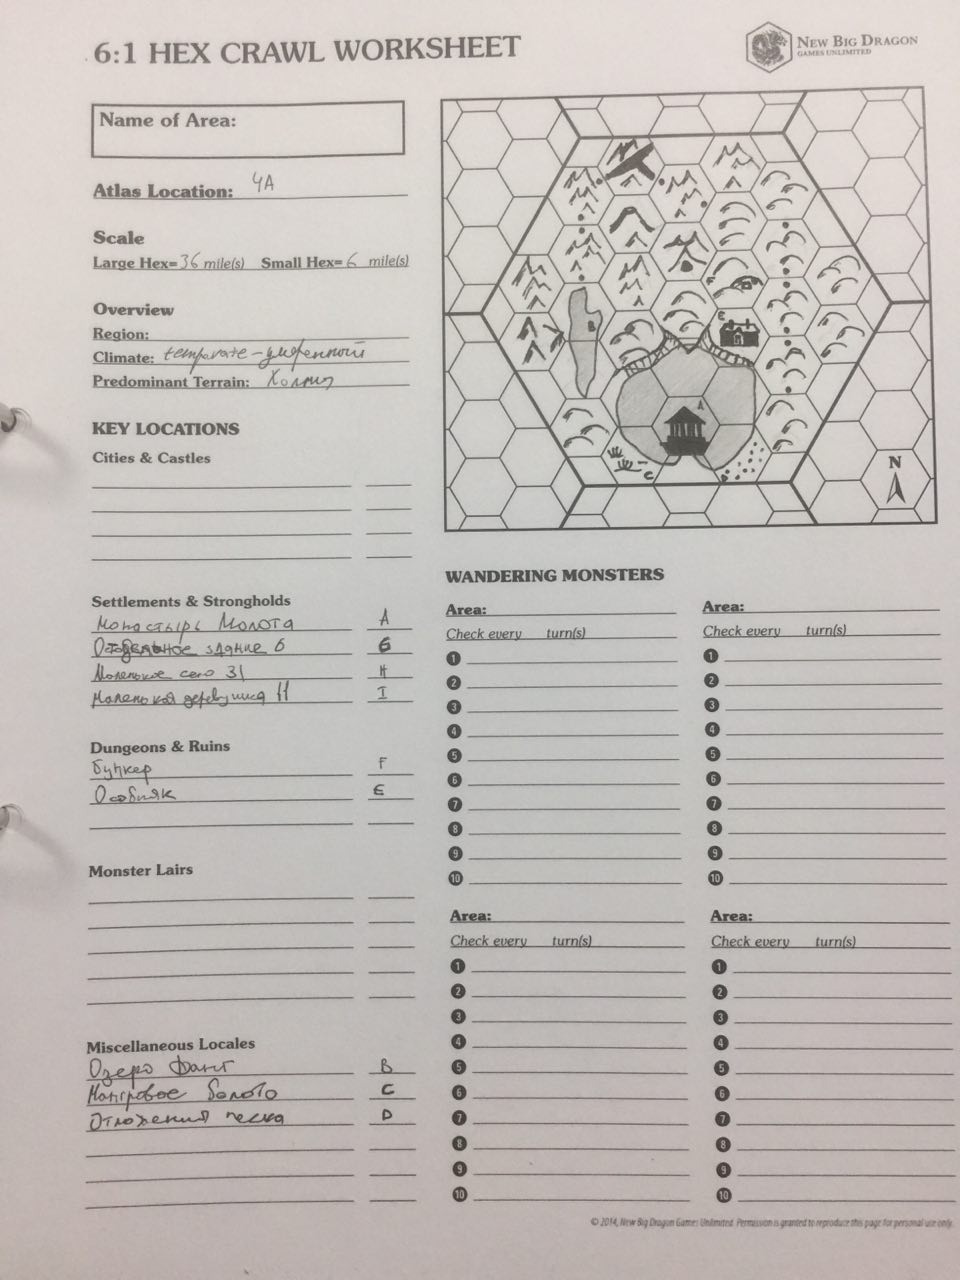 6:1 HEX CRAWL WORKSHEET
NEW BIG DRAGON
GAMES UNLIMITED
Name of Area:
Atlas Location: 4A
Scale
Large Hex=36 mile(s) Small Hex=6 mile(s)
Overview
Region:
Climate: temperate-умеренный
Predominant Terrain: Холмы
KEY LOCATIONS
Cities & Castles
B
E
A
C
D
N
Settlements & Strongholds
Монастырь Молота A
Отдельное здание 6 G
Маленькое село 31 H
Маленькая деревушка 11 I
Dungeons & Ruins
Бункер F
Особняк E
Monster Lairs
Miscellaneous Locales
Озеро B
Мангровое болото C
Отложения песка D
WANDERING MONSTERS
Area:
Check every turn(s)
1
2
3
4
5
6
7
8
9
10
Area:
Check every turn(s)
1
2
3
4
5
6
7
8
9
10
Area:
Check every turn(s)
1
2
3
4
5
6
7
8
9
10
Area:
Check every turn(s)
1
2
3
4
5
6
7
8
9
10
© 2014, New Big Dragon Games Unlimited. Permission is granted to reproduce this page for personal use only.